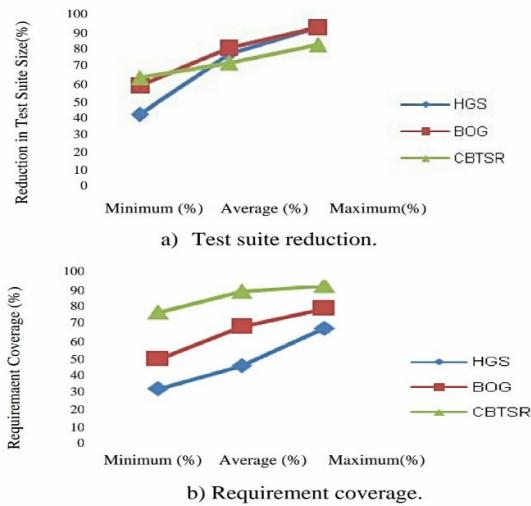 Reduction in Test Suite Size(%)
100
90
80
70
60
50
40
30
20
10
0
HGS
BOG
CBTSR
Minimum (%) Average (%) Maximum(%)
a) Test suite reduction.
Requiremaent Coverage (%)
100
90
80
70
60
50
40
30
20
10
0
HGS
BOG
CBTSR
Minimum (%) Average (%) Maximum(%)
b) Requirement coverage.